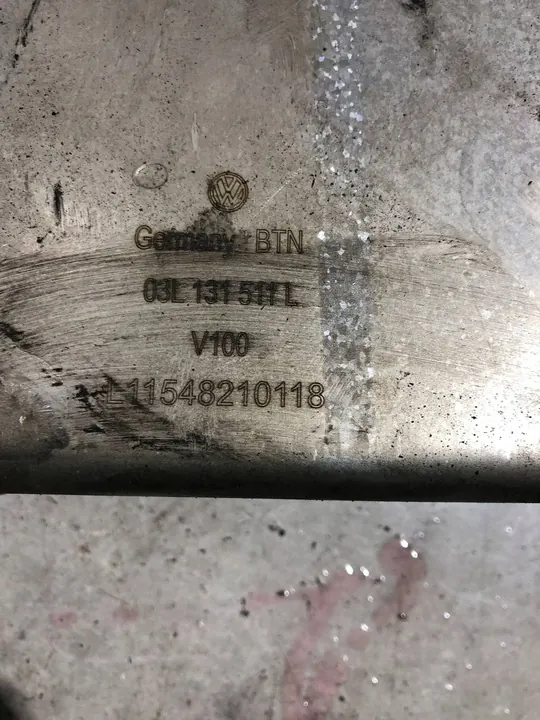 Germany BTN
03L 131 511 L
V100
L11548210118